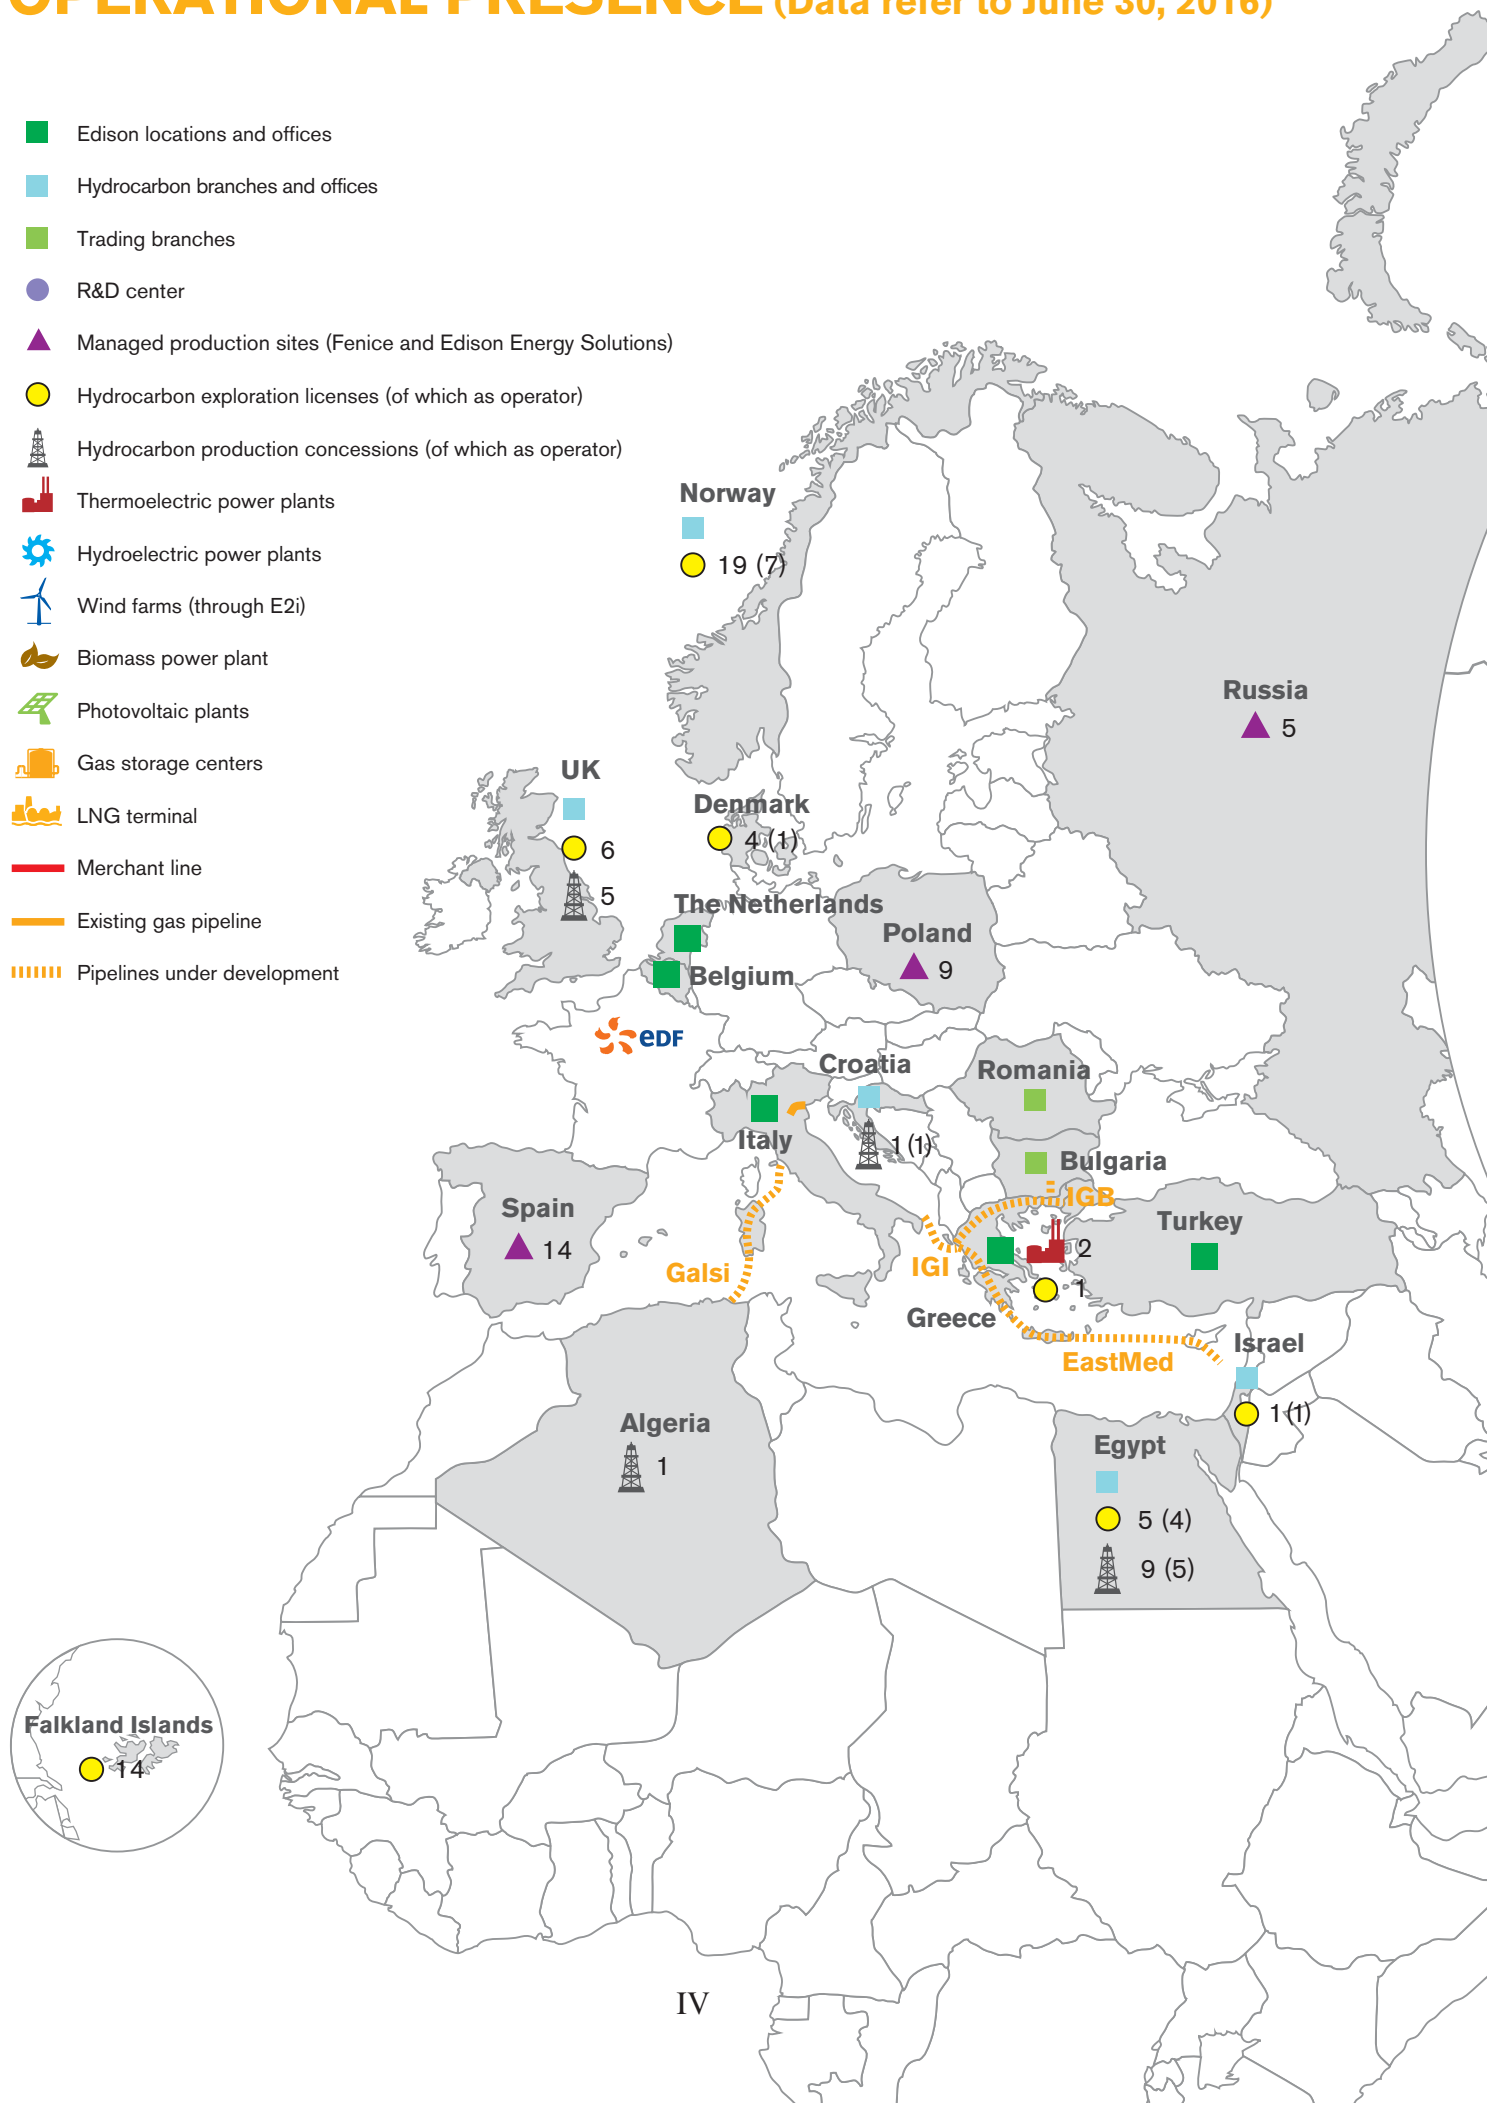 OPERATIONAL PRESENCE (Data refer to June 30, 2016)
Edison locations and offices
Hydrocarbon branches and offices
Trading branches
R&D center
Managed production sites (Fenice and Edison Energy Solutions)
Hydrocarbon exploration licenses (of which as operator)
Hydrocarbon production concessions (of which as operator)
Thermoelectric power plants
Hydroelectric power plants
Wind farms (through E2i)
Biomass power plant
Photovoltaic plants
Gas storage centers
LNG terminal
Merchant line
Existing gas pipeline
Pipelines under development
Norway
19 (7)
Russia
5
UK
6
5
Denmark
4 (1)
The Netherlands
Belgium
Poland
9
eDF
Croatia
1 (1)
Romania
Italy
Bulgaria
IGB
Spain
14
Galsi
IGI
Greece
2
1
Turkey
EastMed
Israel
1 (1)
Algeria
1
Egypt
5 (4)
9 (5)
Falkland Islands
14
IV